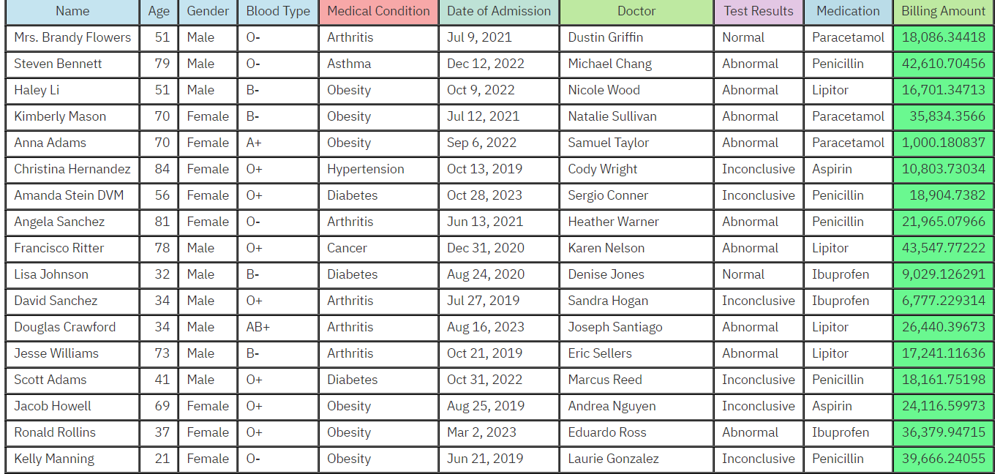 Name Age Gender Blood Type Medical Condition Date of Admission Doctor Test Results Medication Billing Amount
Mrs. Brandy Flowers 51 Male O- Arthritis Jul 9, 2021 Dustin Griffin Normal Paracetamol 18,086.34418
Steven Bennett 79 Male O- Asthma Dec 12, 2022 Michael Chang Abnormal Penicillin 42,610.70456
Haley Li 51 Male B- Obesity Oct 9, 2022 Nicole Wood Abnormal Lipitor 16,701.34713
Kimberly Mason 70 Female B- Obesity Jul 12, 2021 Natalie Sullivan Abnormal Paracetamol 35,834.3566
Anna Adams 70 Female A+ Obesity Sep 6, 2022 Samuel Taylor Abnormal Paracetamol 1,000.180837
Christina Hernandez 84 Female O+ Hypertension Oct 13, 2019 Cody Wright Inconclusive Aspirin 10,803.73034
Amanda Stein DVM 56 Female O+ Diabetes Oct 28, 2023 Sergio Conner Inconclusive Penicillin 18,904.7382
Angela Sanchez 81 Female O- Arthritis Jun 13, 2021 Heather Warner Abnormal Penicillin 21,965.07966
Francisco Ritter 78 Male O+ Cancer Dec 31, 2020 Karen Nelson Abnormal Lipitor 43,547.77222
Lisa Johnson 32 Male B- Diabetes Aug 24, 2020 Denise Jones Normal Ibuprofen 9,029.126291
David Sanchez 34 Male O+ Arthritis Jul 27, 2019 Sandra Hogan Inconclusive Ibuprofen 6,777.229314
Douglas Crawford 34 Male AB+ Arthritis Aug 16, 2023 Joseph Santiago Abnormal Lipitor 26,440.39673
Jesse Williams 73 Male B- Arthritis Oct 21, 2019 Eric Sellers Abnormal Lipitor 17,241.11636
Scott Adams 41 Male O+ Diabetes Oct 31, 2022 Marcus Reed Inconclusive Penicillin 18,161.75198
Jacob Howell 69 Female O+ Obesity Aug 25, 2019 Andrea Nguyen Inconclusive Aspirin 24,116.59973
Ronald Rollins 37 Female O+ Obesity Mar 2, 2023 Eduardo Ross Abnormal Ibuprofen 36,379.94715
Kelly Manning 21 Female O- Obesity Jun 21, 2019 Laurie Gonzalez Inconclusive Penicillin 39,666.24055